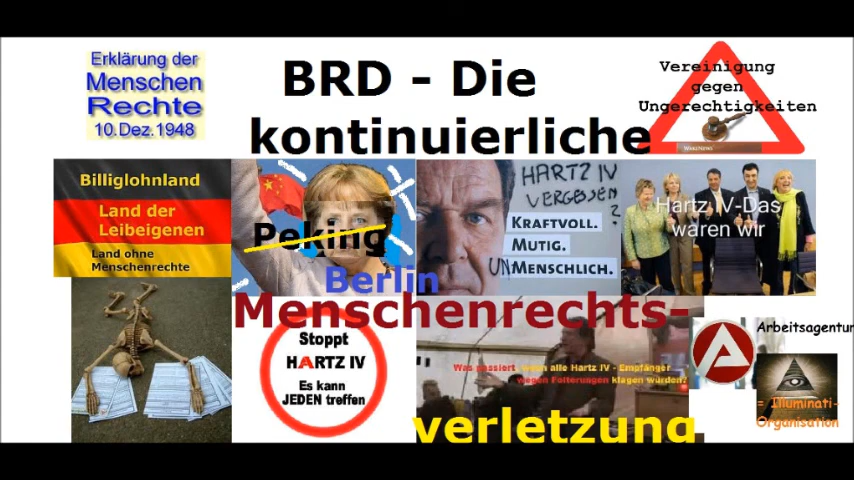 Erklärung der
Menschen
Rechte
10.Dez.1948
BRD - Die
kontinuierliche
Vereinigung
gegen
Ungerechtigkeiten
Billiglohnland
Land der
Leibeigenen
Land ohne
Menschenrechte
Peking
Berlin
HARTZ IV
VERGESSEN
?
KRAFTVOLL.
MUTIG.
UN:MENSCHLICH.
Hartz IV-Das
waren wir
Menschenrechts-
Stoppt
HARTZ IV
Es kann
JEDEN treffen
Was passiert, wenn alle Hartz IV - Empfänger
wegen Folterungen klagen würden?
verletzung
A
Arbeitsagentur
= Illuminati-
Organisation